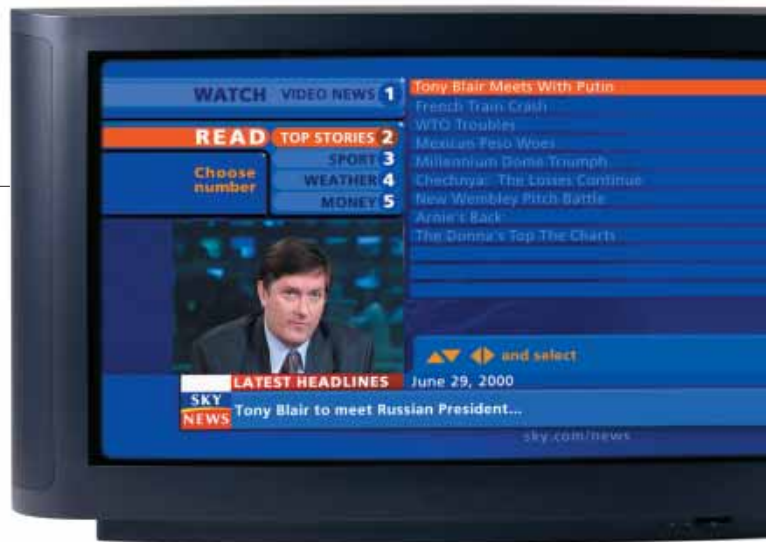 WATCH VIDEO NEWS 1
READ TOP STORIES 2
SPORT 3
WEATHER 4
MONEY 5
Choose
number
Tony Blair Meets With Putin
French Train Crash
WTO Troubles
Mexican Peso Woes
Millennium Dome Triumph
Chechnya: The Losses Continue
New Wembley Pitch Battle
Arnie's Back
The Donna's Top The Charts
and select
LATEST HEADLINES June 29, 2000
SKY
NEWS
Tony Blair to meet Russian President...
sky.com/news